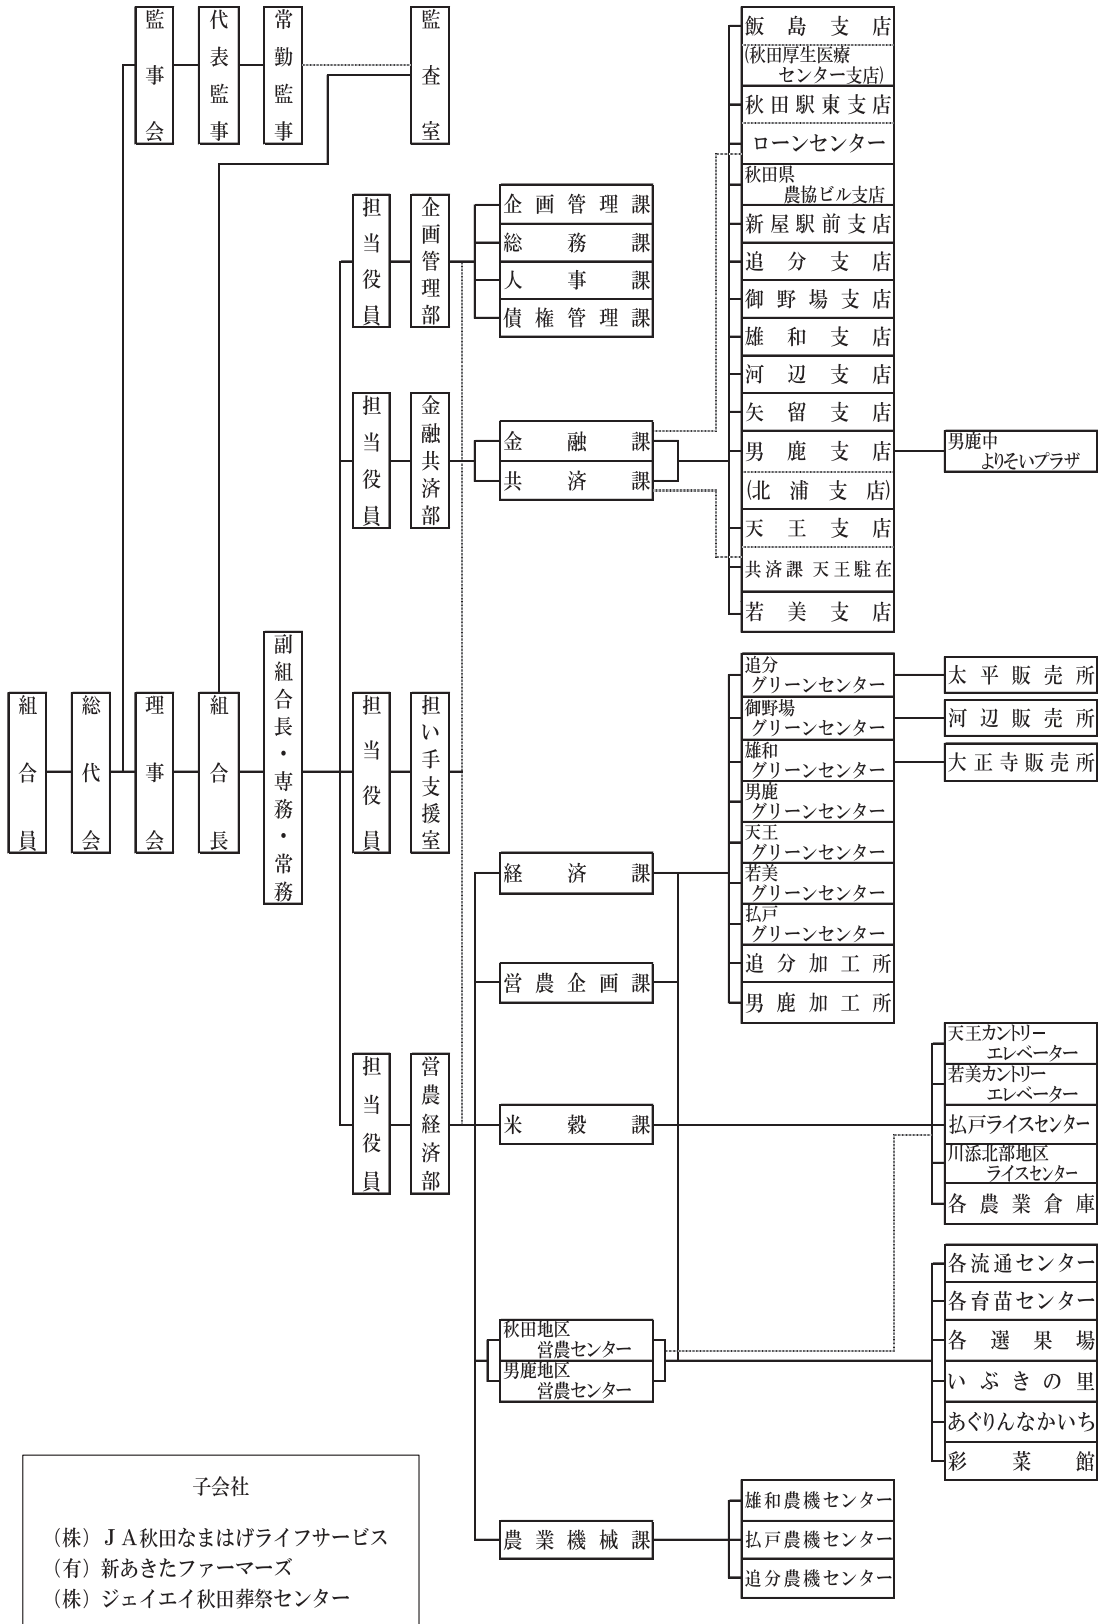 監事会
代表監事
常勤監事
監査室
組合員
総代会
理事会
組合長
副組合長・専務・常務
担当役員
企画管理部
企画管理課
総務課
人事課
債権管理課
担当役員
金融共済部
金融課
共済課
飯島支店
(秋田厚生医療
センター支店)
秋田駅東支店
ローンセンター
秋田県
農協ビル支店
新屋駅前支店
追分支店
御野場支店
雄和支店
河辺支店
矢留支店
男鹿支店
(北浦支店)
天王支店
共済課 天王駐在
若美支店
男鹿中
よりそいプラザ
担当役員
担い手支援室
担当役員
営農経済部
経済課
営農企画課
米穀課
秋田地区
営農センター
男鹿地区
営農センター
農業機械課
追分
グリーンセンター
御野場
グリーンセンター
雄和
グリーンセンター
男鹿
グリーンセンター
天王
グリーンセンター
若美
グリーンセンター
払戸
グリーンセンター
追分加工所
男鹿加工所
太平販売所
河辺販売所
大正寺販売所
天王カントリー
エレベーター
若美カントリー
エレベーター
払戸ライスセンター
川添北部地区
ライスセンター
各農業倉庫
各流通センター
各育苗センター
各選果場
いぶきの里
あぐりんなかいち
彩菜館
雄和農機センター
払戸農機センター
追分農機センター
子会社
（株）ＪＡ秋田なまはげライフサービス
（有）新あきたファーマーズ
（株）ジェイエイ秋田葬祭センター